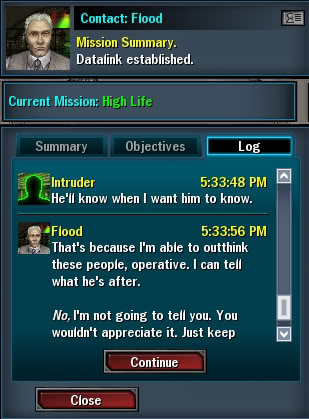 Contact: Flood
Mission Summary.
Datalink established.
Current Mission: High Life
Summary
Objectives
Log
Intruder 5:33:48 PM
He'll know when I want him to know.
Flood 5:33:56 PM
That's because I'm able to outthink
these people, operative. I can tell
what he's after.
No, I'm not going to tell you. You
wouldn't appreciate it. Just keep
Continue
Close